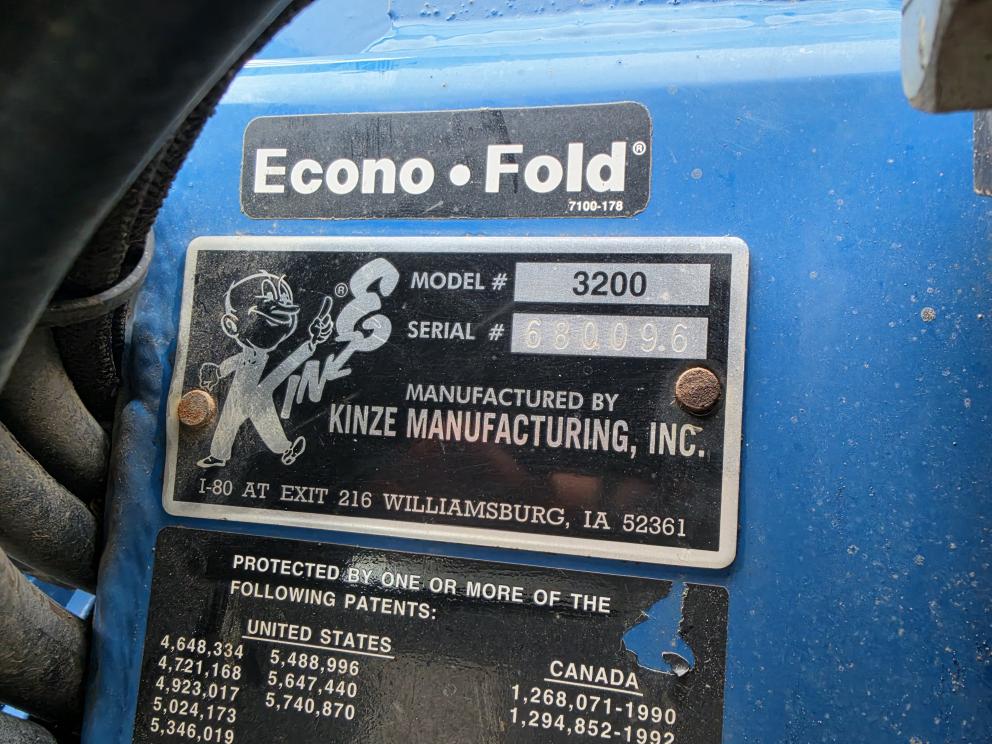 Econo • Fold®
7100-178
KINZE®
MODEL # 3200
SERIAL # 680096
MANUFACTURED BY
KINZE MANUFACTURING, INC.
I-80 AT EXIT 216 WILLIAMSBURG, IA 52361
PROTECTED BY ONE OR MORE OF THE
FOLLOWING PATENTS:
UNITED STATES
4,648,334 5,488,996
4,721,168 5,647,440
4,923,017 5,740,870
5,024,173
5,346,019
CANADA
1,268,071-1990
1,294,852-1992